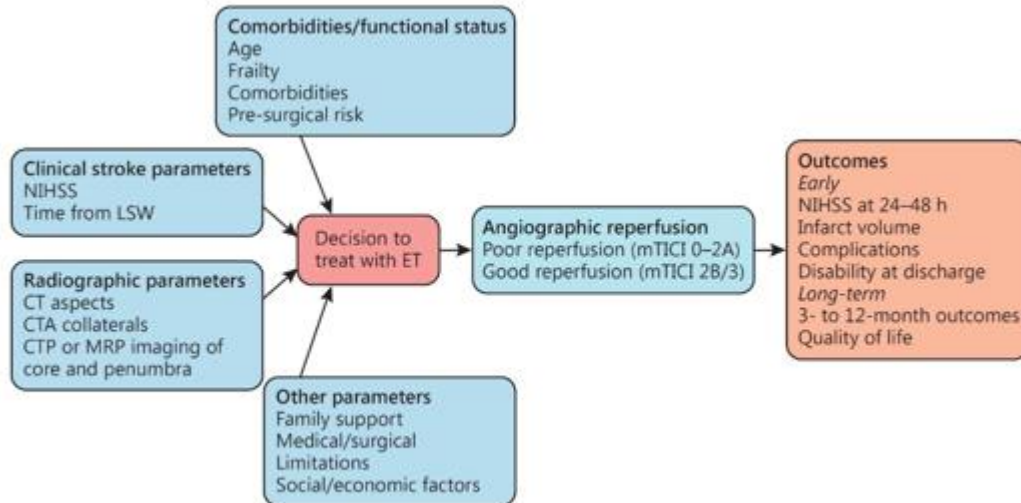 Comorbidities/functional status
Age
Frailty
Comorbidities
Pre-surgical risk
Clinical stroke parameters
NIHSS
Time from LSW
Radiographic parameters
CT aspects
CTA collaterals
CTP or MRP imaging of
core and penumbra
Other parameters
Family support
Medical/surgical
Limitations
Social/economic factors
Decision to
treat with ET
Angiographic reperfusion
Poor reperfusion (mTICI 0–2A)
Good reperfusion (mTICI 2B/3)
Outcomes
Early
NIHSS at 24–48 h
Infarct volume
Complications
Disability at discharge
Long-term
3- to 12-month outcomes
Quality of life